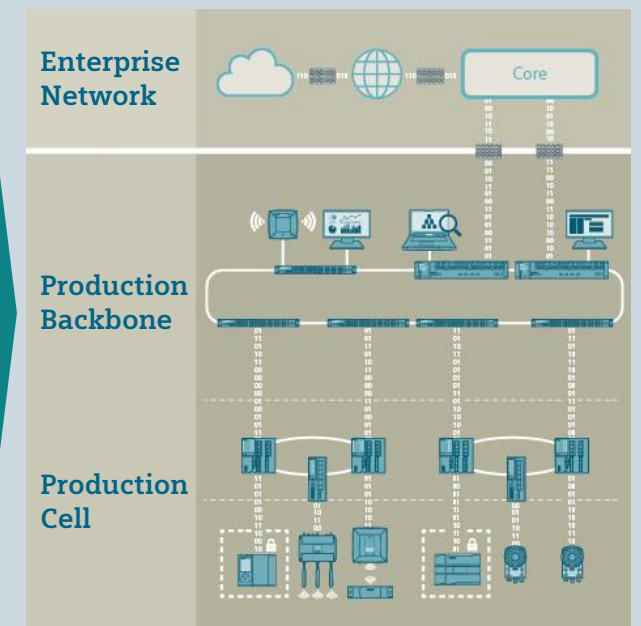 Enterprise
Network
Core
Production
Backbone
Production
Cell